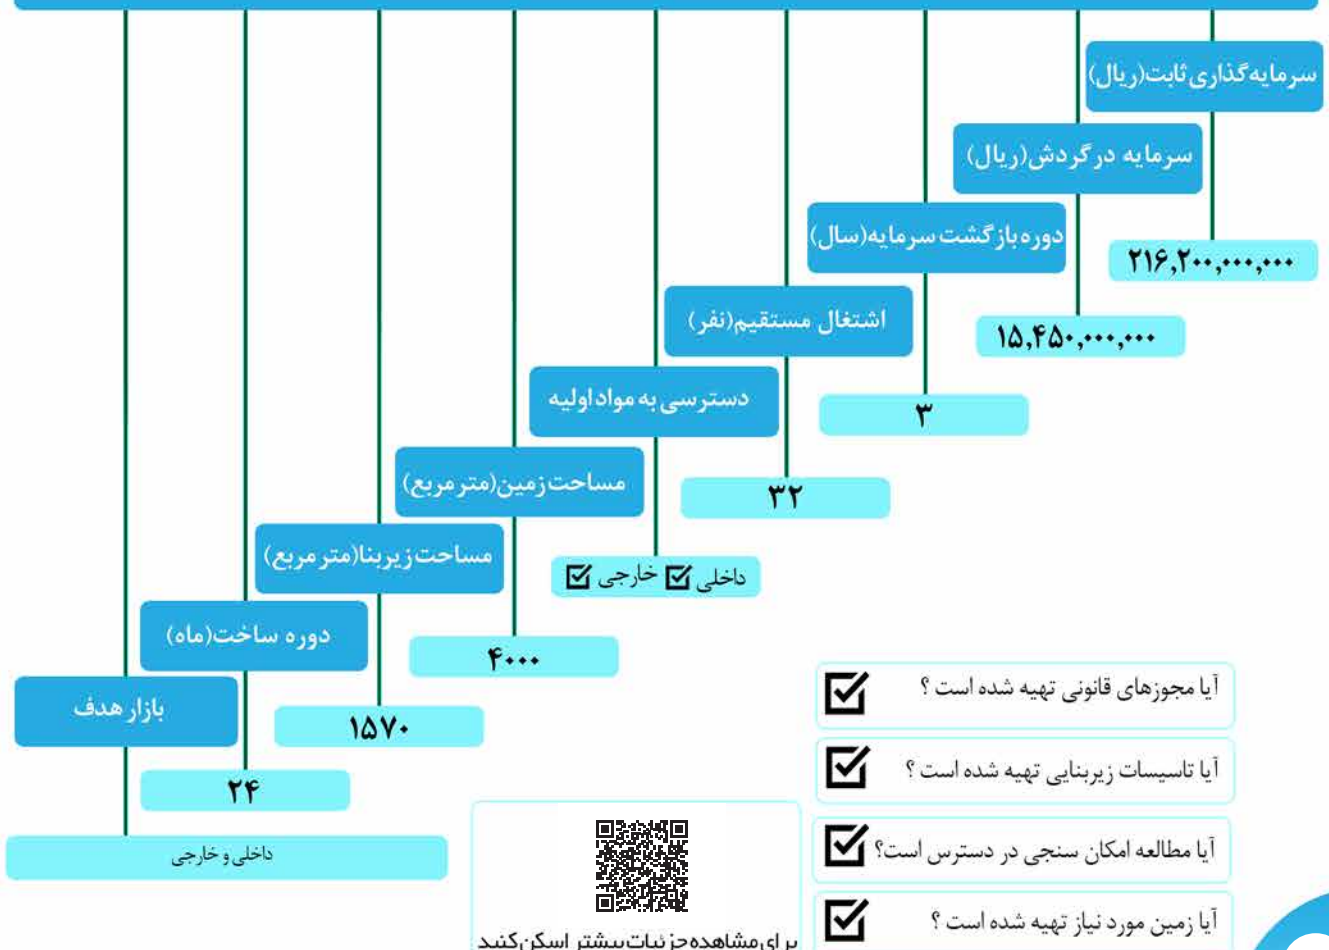 سرمایه‌گذاری ثابت(ریال)
۲۱۶,۲۰۰,۰۰۰,۰۰۰
سرمایه در گردش(ریال)
۱۵,۴۵۰,۰۰۰,۰۰۰
دوره بازگشت سرمایه(سال)
۳
اشتغال مستقیم(نفر)
۳۲
دسترسی به مواد اولیه
داخلی ☑ خارجی ☑
مساحت زمین(متر مربع)
۴۰۰۰
مساحت زیربنا(متر مربع)
۱۵۷۰
دوره ساخت(ماه)
۲۴
بازار هدف
داخلی و خارجی
آیا مجوزهای قانونی تهیه شده است ؟ ☑
آیا تاسیسات زیربنایی تهیه شده است ؟ ☑
آیا مطالعه امکان سنجی در دسترس است؟ ☑
آیا زمین مورد نیاز تهیه شده است ؟ ☑
برای مشاهده جزئیات بیشتر اسکن کنید